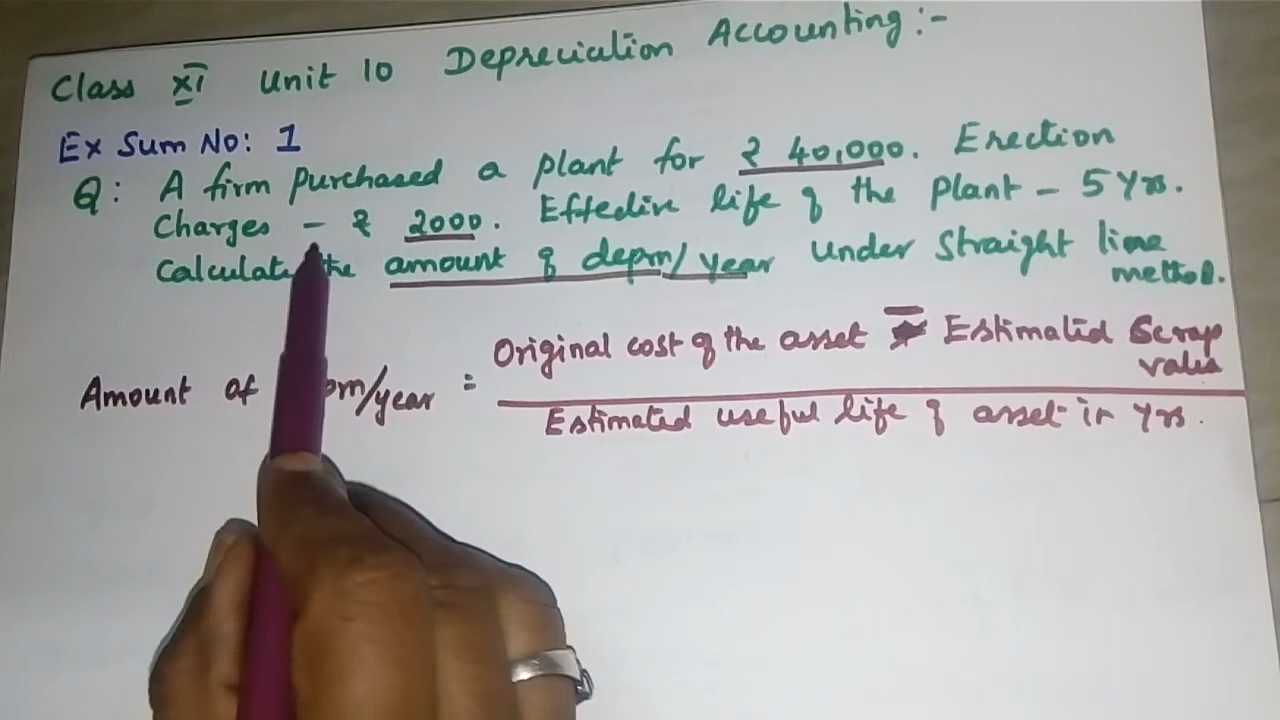 Class XI Unit 10 Depreciation Accounting:-
Ex Sum No: 1
Q: A firm purchased a plant for ₹ 40,000. Erection
Charges - ₹ 2000. Effective life of the plant - 5 Yrs.
Calculate the amount of deprn/year under straight line
method.
Original cost of the asset - Estimated Scrap
value
Amount of /year =
Estimated useful life of asset in Yrs.